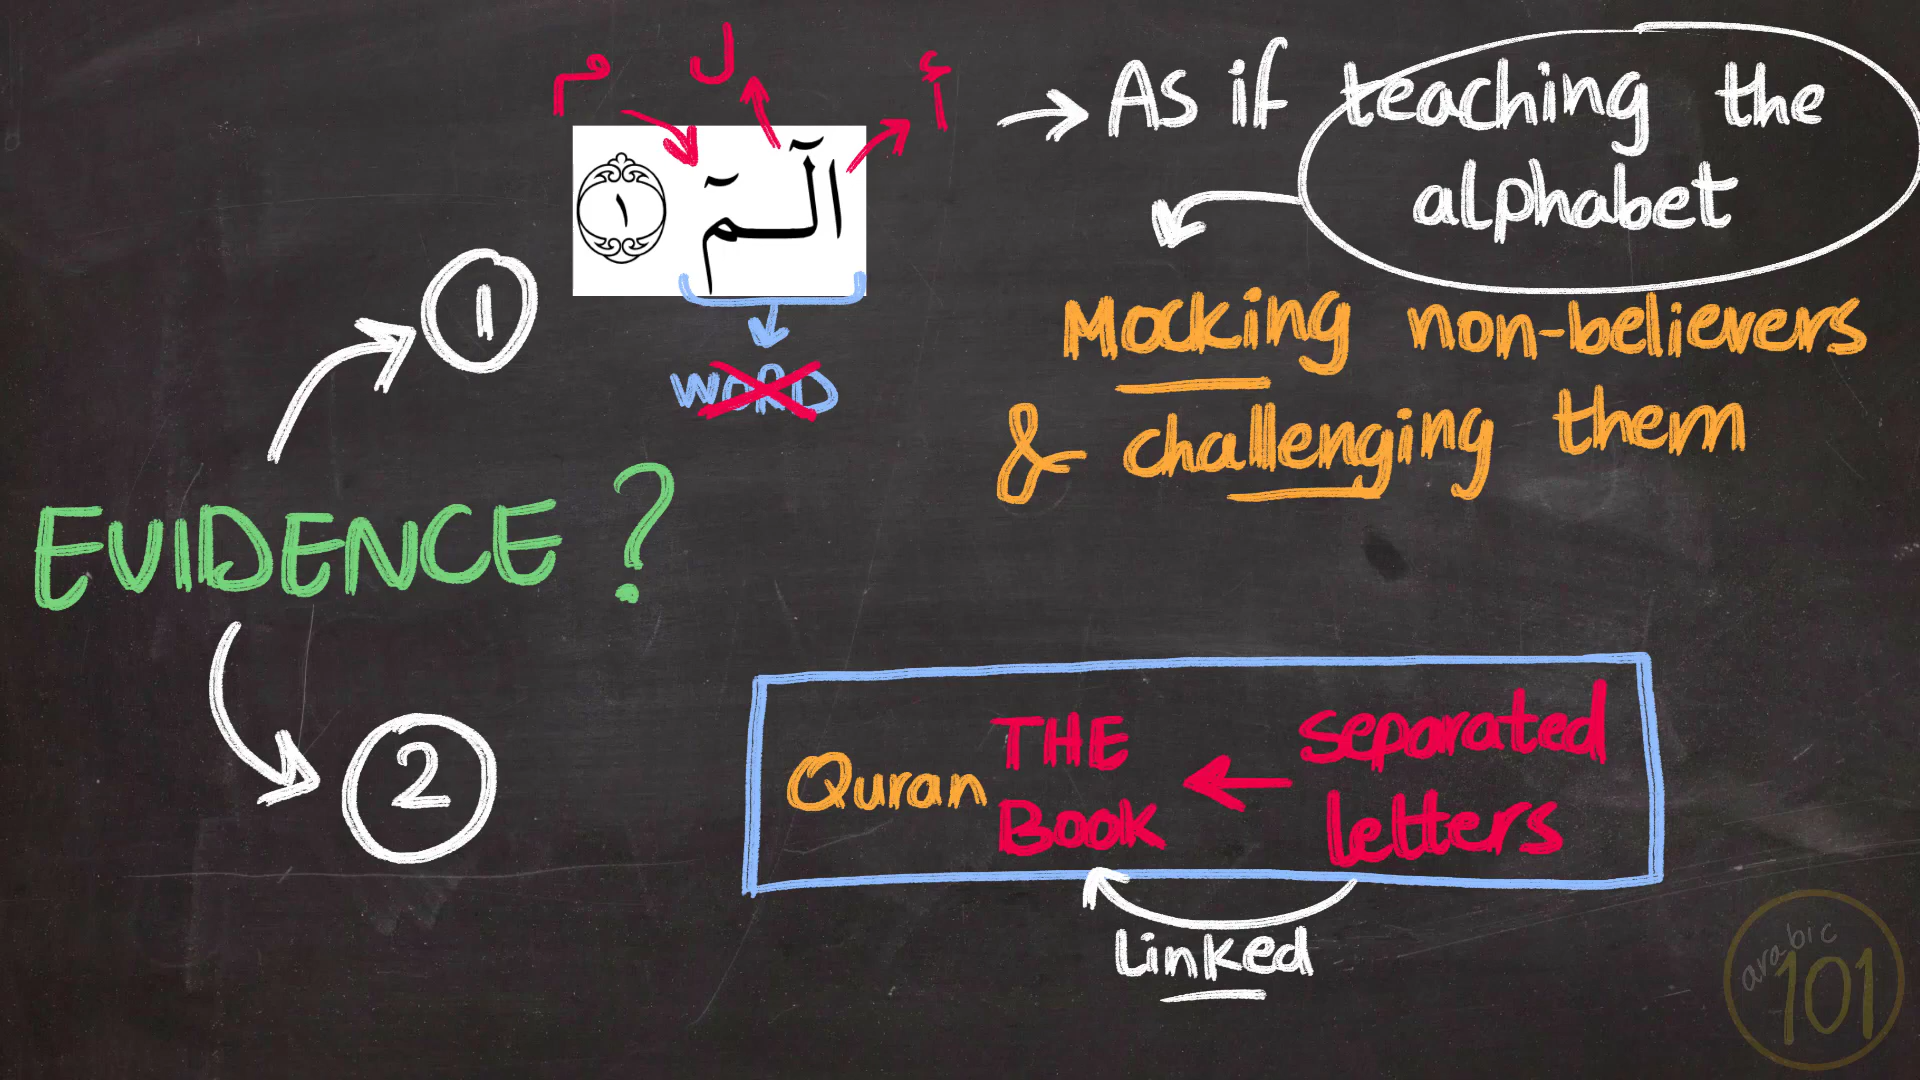 أ ل م
الٓمٓ ١
WORD
1
As if teaching the
alphabet
Mocking non-believers
& challenging them
EVIDENCE ?
2
Quran THE BOOK ← separated letters
Linked
arabic
101